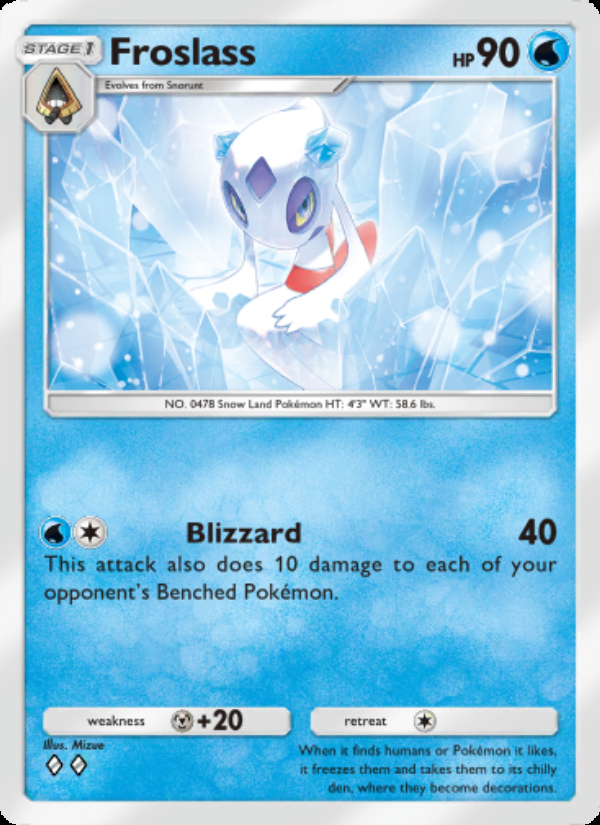 STAGE 1
Froslass
HP 90
Evolves from Snorunt
NO. 0478 Snow Land Pokémon HT: 4'3" WT: 58.6 lbs.
Blizzard 40
This attack also does 10 damage to each of your
opponent's Benched Pokémon.
weakness +20
retreat
Illus. Mizue
When it finds humans or Pokémon it likes,
it freezes them and takes them to its chilly
den, where they become decorations.